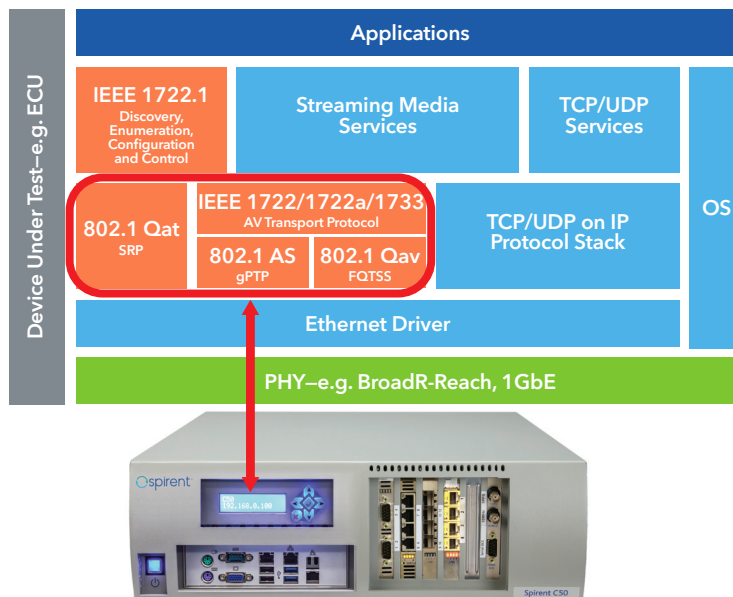 Device Under Test—e.g. ECU
Applications
IEEE 1722.1
Discovery,
Enumeration,
Configuration
and Control
Streaming Media
Services
TCP/UDP
Services
OS
802.1 Qat
SRP
IEEE 1722/1722a/1733
AV Transport Protocol
802.1 AS
gPTP
802.1 Qav
FQTSS
TCP/UDP on IP
Protocol Stack
Ethernet Driver
PHY—e.g. BroadR-Reach, 1GbE
spirent
C50
192.168.0.100
Spirent C50